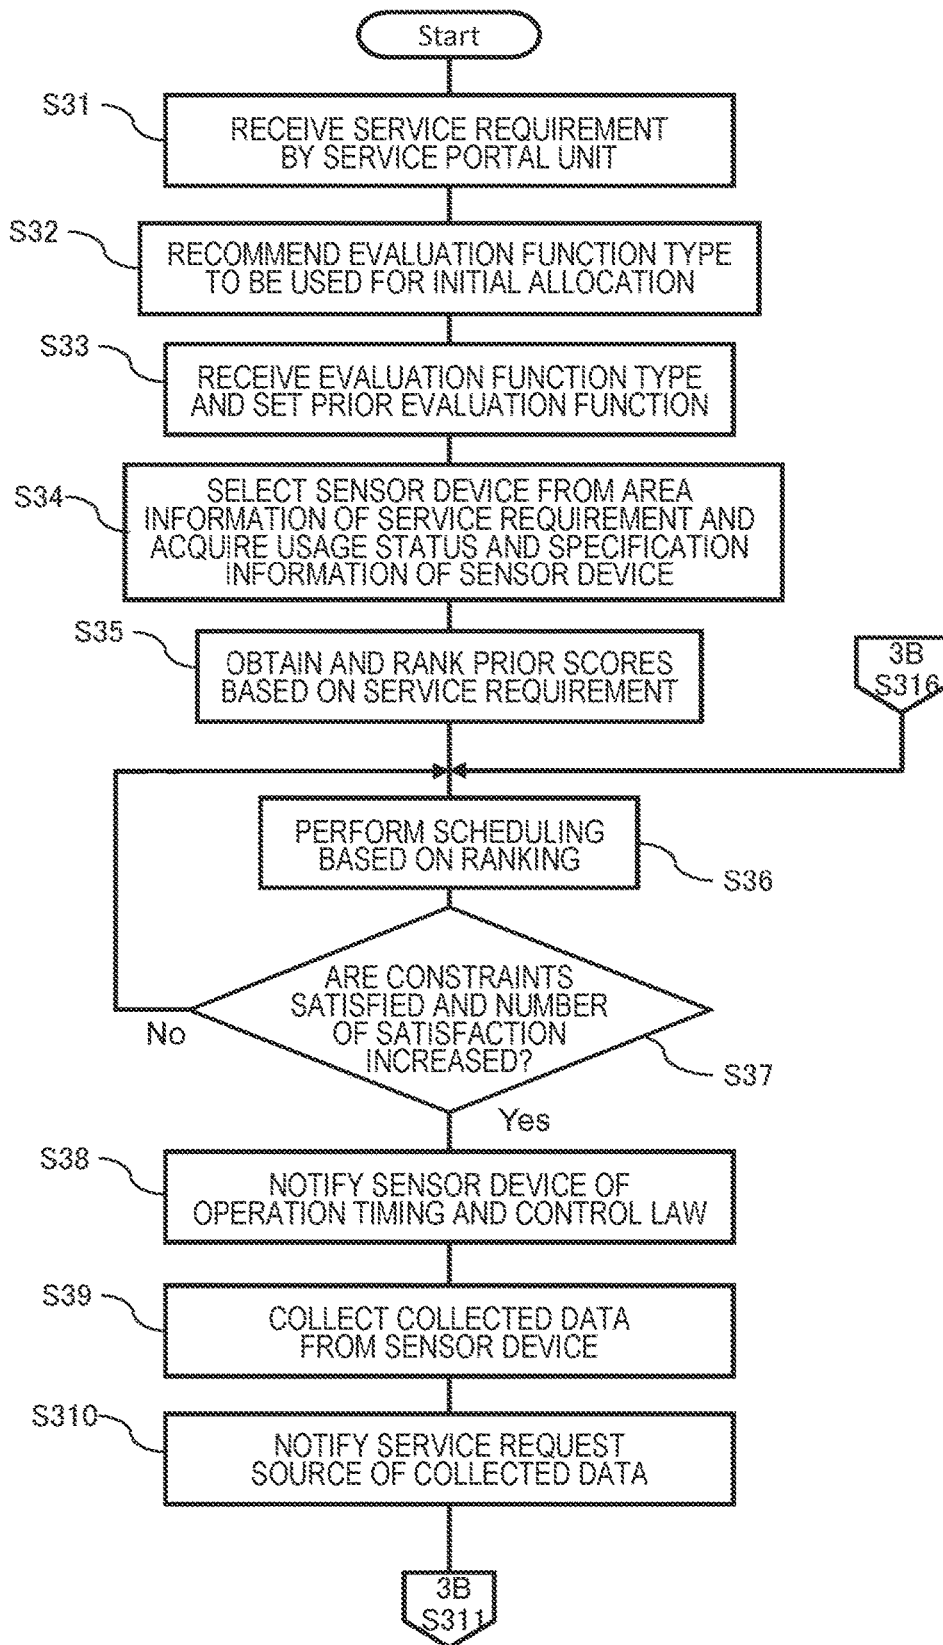 Start
S31
RECEIVE SERVICE REQUIREMENT
BY SERVICE PORTAL UNIT
S32
RECOMMEND EVALUATION FUNCTION TYPE
TO BE USED FOR INITIAL ALLOCATION
S33
RECEIVE EVALUATION FUNCTION TYPE
AND SET PRIOR EVALUATION FUNCTION
S34
SELECT SENSOR DEVICE FROM AREA
INFORMATION OF SERVICE REQUIREMENT AND
ACQUIRE USAGE STATUS AND SPECIFICATION
INFORMATION OF SENSOR DEVICE
S35
OBTAIN AND RANK PRIOR SCORES
BASED ON SERVICE REQUIREMENT
3B
S316
PERFORM SCHEDULING
BASED ON RANKING
S36
ARE CONSTRAINTS
SATISFIED AND NUMBER
OF SATISFACTION
INCREASED?
No
S37
Yes
S38
NOTIFY SENSOR DEVICE OF
OPERATION TIMING AND CONTROL LAW
S39
COLLECT COLLECTED DATA
FROM SENSOR DEVICE
S310
NOTIFY SERVICE REQUEST
SOURCE OF COLLECTED DATA
3B
S311